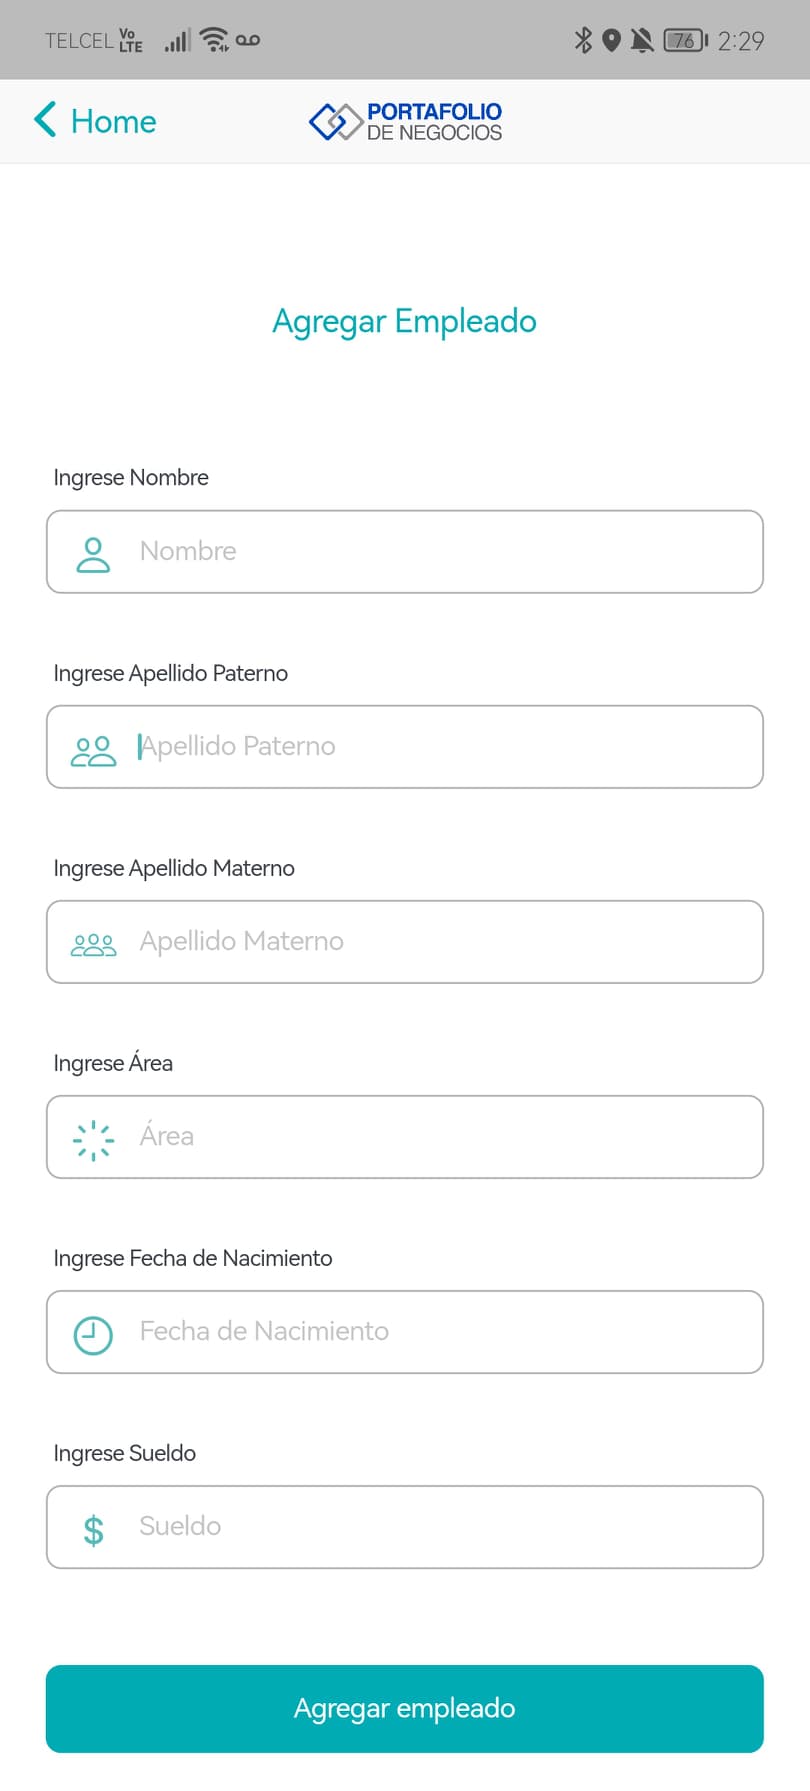 TELCEL Vo LTE 76 2:29
Home
PORTAFOLIO
DE NEGOCIOS
Agregar Empleado
Ingrese Nombre
Nombre
Ingrese Apellido Paterno
Apellido Paterno
Ingrese Apellido Materno
Apellido Materno
Ingrese Área
Área
Ingrese Fecha de Nacimiento
Fecha de Nacimiento
Ingrese Sueldo
$ Sueldo
Agregar empleado